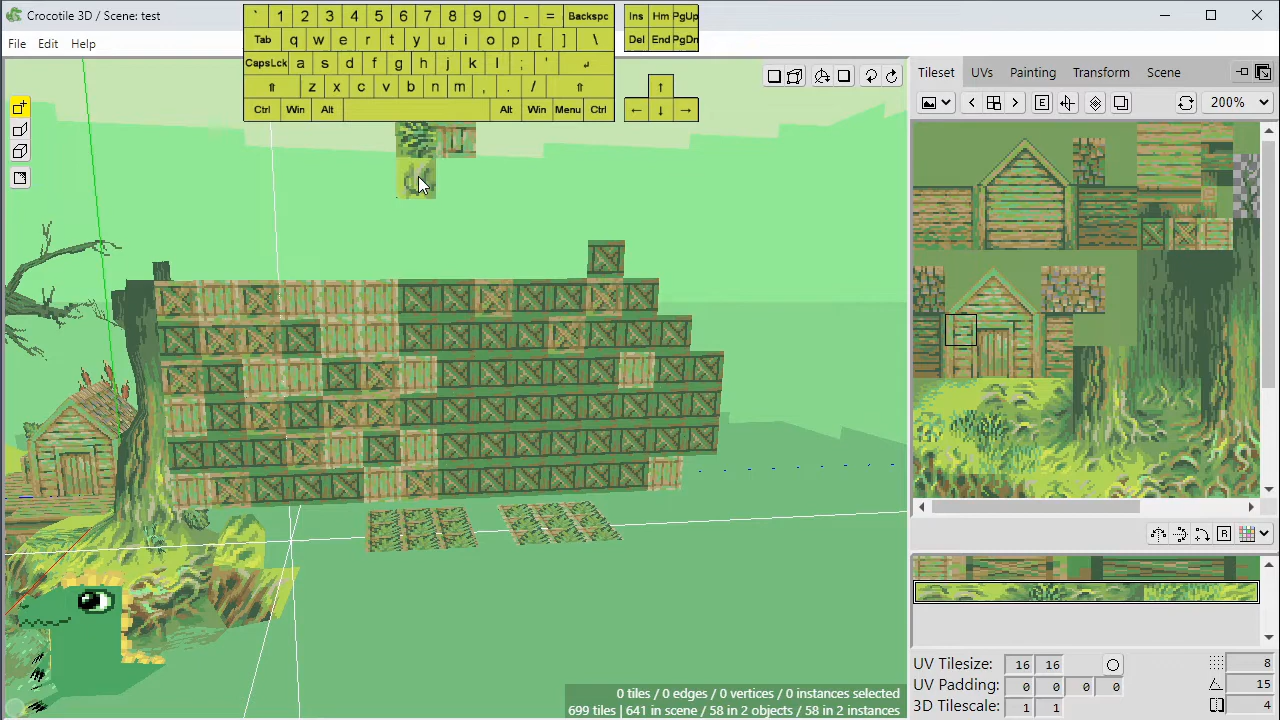 Crocotile 3D / Scene: test
File Edit Help
` 1 2 3 4 5 6 7 8 9 0 - = Backspc
Tab q w e r t y u i o p [ ] \
CapsLck a s d f g h j k l ; ' ↵
⇧ z x c v b n m , . / ⇧
Ctrl Win Alt Alt Win Menu Ctrl
Ins Hm PgUp
Del End PgDn
↑
← ↓ →
Tileset UVs Painting Transform Scene
E 200%
R
UV Tilesize: 16 16 8
UV Padding: 0 0 0 0 15
3D Tilescale: 1 1 4
0 tiles / 0 edges / 0 vertices / 0 instances selected
699 tiles | 641 in scene / 58 in 2 objects / 58 in 2 instances